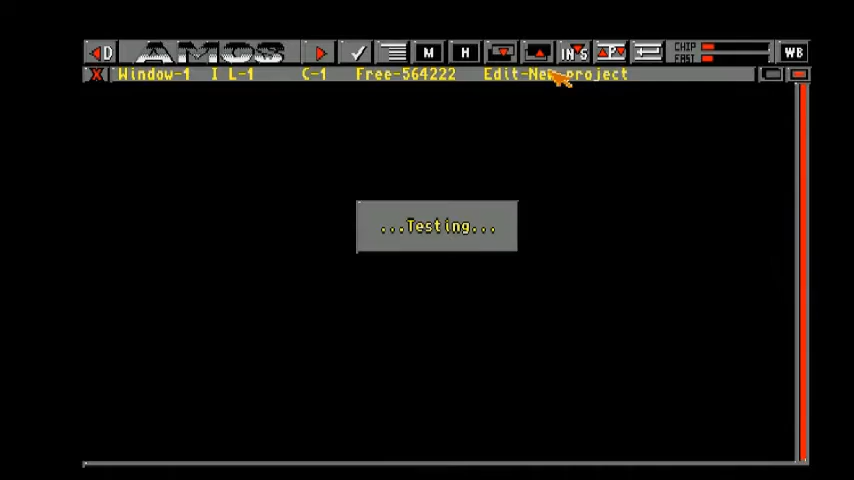 D AMOS M H INS P CHIP FAST WB
X Window-1 I L-1 C-1 Free-564222 Edit-New project
...Testing...